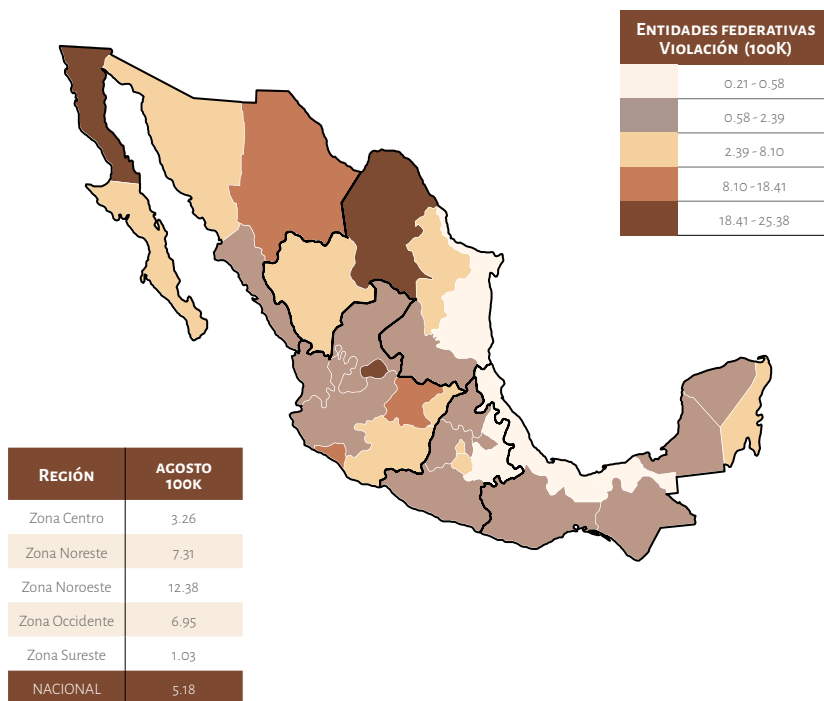 Entidades federativas
Violación (100K)
0.21 - 0.58
0.58 - 2.39
2.39 - 8.10
8.10 - 18.41
18.41 - 25.38
Región agosto
100K
Zona Centro 3.26
Zona Noreste 7.31
Zona Noroeste 12.38
Zona Occidente 6.95
Zona Sureste 1.03
NACIONAL 5.18